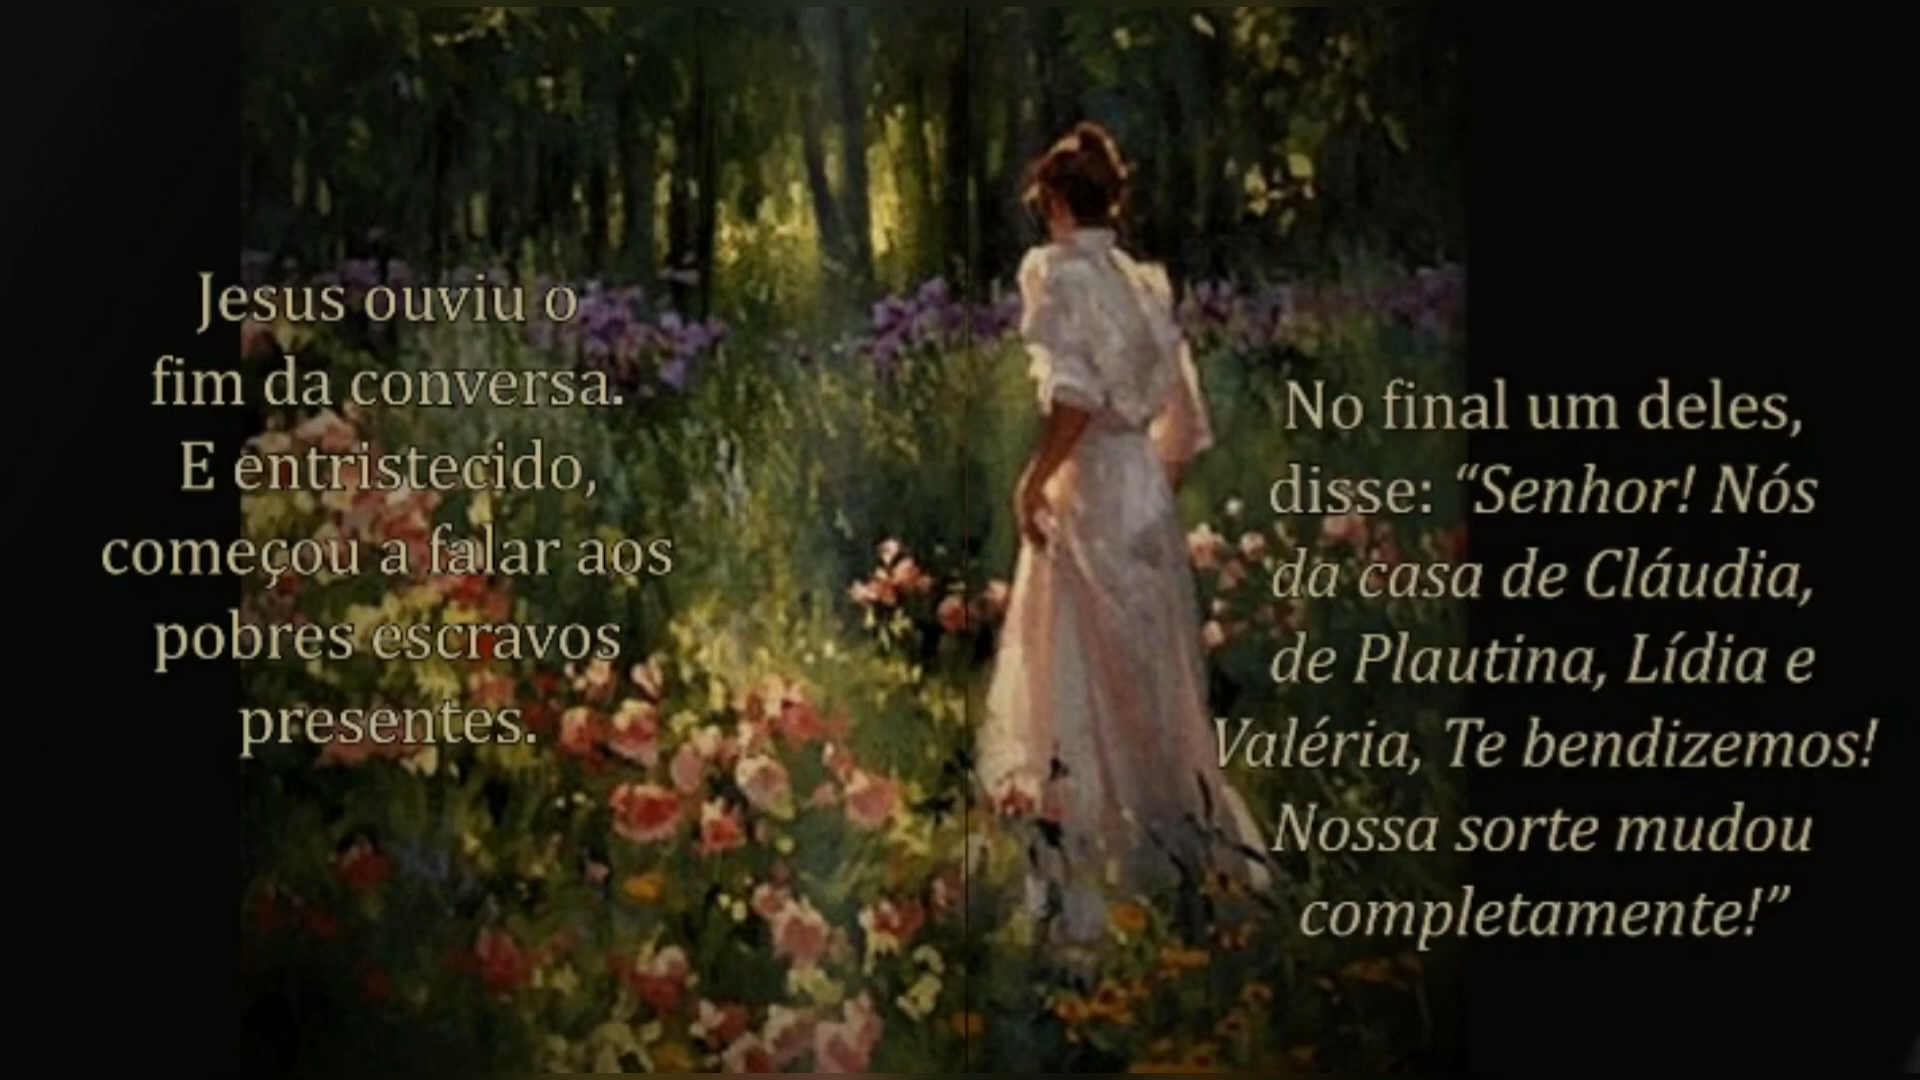 Jesus ouviu o
fim da conversa.
E entristecido,
começou a falar aos
pobres escravos
presentes.
No final um deles,
disse: “Senhor! Nós
da casa de Cláudia,
de Plautina, Lídia e
Valéria, Te bendizemos!
Nossa sorte mudou
completamente!”